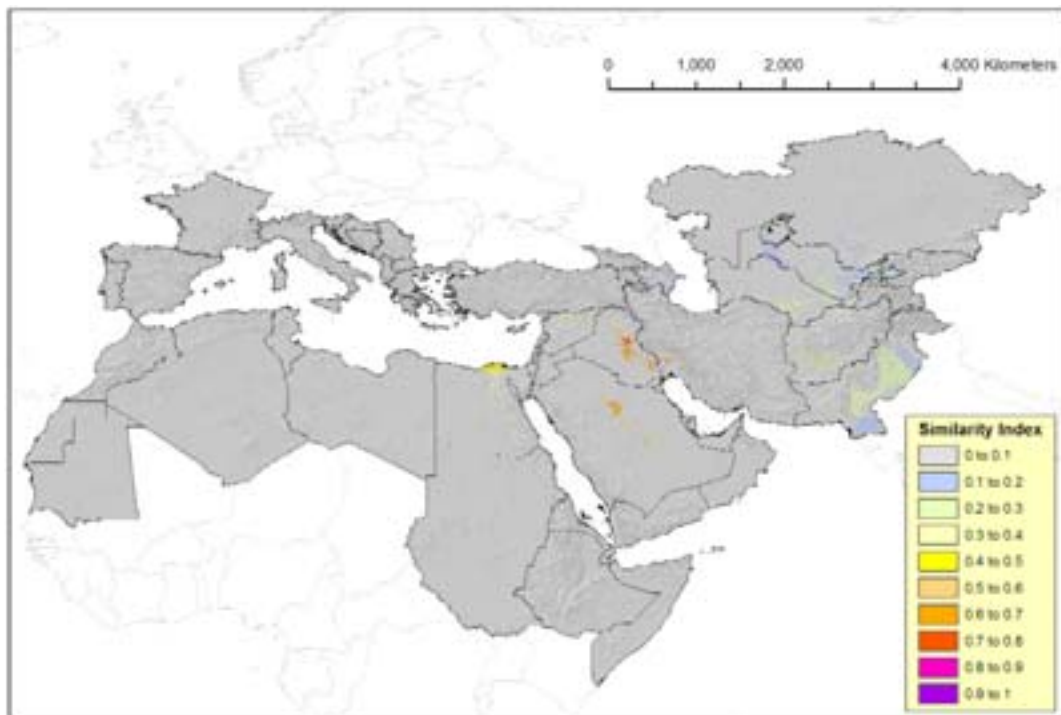 0 1,000 2,000 4,000 Kilometers
Similarity Index
0 to 0.1
0.1 to 0.2
0.2 to 0.3
0.3 to 0.4
0.4 to 0.5
0.5 to 0.6
0.6 to 0.7
0.7 to 0.8
0.8 to 0.9
0.9 to 1